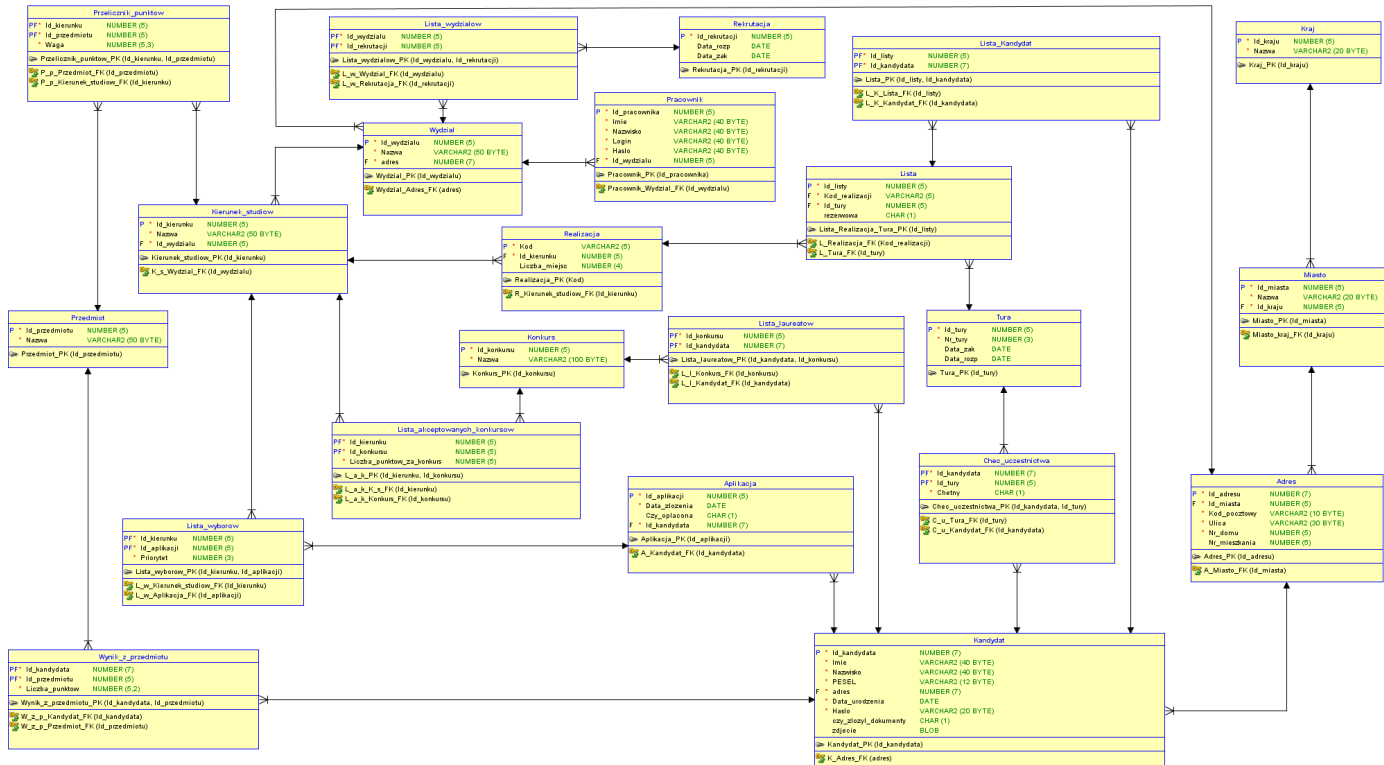 Przelicznik_punktow
PF* Id_kierunku NUMBER (5)
PF* Id_przedmiotu NUMBER (5)
* Waga NUMBER (5,3)
Przelicznik_punktow_PK (Id_kierunku, Id_przedmiotu)
P_p_Przedmiot_FK (Id_przedmiotu)
P_p_Kierunek_studiow_FK (Id_kierunku)
Lista_wydzialow
PF* Id_wydzialu NUMBER (5)
PF* Id_rekrutacji NUMBER (5)
Lista_wydzialow_PK (Id_wydzialu, Id_rekrutacji)
L_w_Wydzial_FK (Id_wydzialu)
L_w_Rekrutacja_FK (Id_rekrutacji)
Rekrutacja
P * Id_rekrutacji NUMBER (5)
Data_rozp DATE
Data_zak DATE
Rekrutacja_PK (Id_rekrutacji)
Lista_Kandydat
PF* Id_listy NUMBER (5)
PF* Id_kandydata NUMBER (7)
Lista_PK (Id_listy, Id_kandydata)
L_K_Lista_FK (Id_listy)
L_K_Kandydat_FK (Id_kandydata)
Kraj
P * Id_kraju NUMBER (5)
* Nazwa VARCHAR2 (20 BYTE)
Kraj_PK (Id_kraju)
Pracownik
P * Id_pracownika NUMBER (5)
* Imie VARCHAR2 (40 BYTE)
* Nazwisko VARCHAR2 (40 BYTE)
* Login VARCHAR2 (40 BYTE)
* Haslo VARCHAR2 (40 BYTE)
F * Id_wydzialu NUMBER (5)
Pracownik_PK (Id_pracownika)
Pracownik_Wydzial_FK (Id_wydzialu)
Wydzial
P * Id_wydzialu NUMBER (5)
* Nazwa VARCHAR2 (50 BYTE)
F * adres NUMBER (7)
Wydzial_PK (Id_wydzialu)
Wydzial_Adres_FK (adres)
Lista
P * Id_listy NUMBER (5)
F * Kod_realizacji VARCHAR2 (5)
F * Id_tury NUMBER (5)
rezerwowa CHAR (1)
Lista_Realizacja_Tura_PK (Id_listy)
L_Realizacja_FK (Kod_realizacji)
L_Tura_FK (Id_tury)
Kierunek_studiow
P * Id_kierunku NUMBER (5)
* Nazwa VARCHAR2 (50 BYTE)
F * Id_wydzialu NUMBER (5)
Kierunek_studiow_PK (Id_kierunku)
K_s_Wydzial_FK (Id_wydzialu)
Realizacja
P * Kod VARCHAR2 (5)
F * Id_kierunku NUMBER (5)
Liczba_miejsc NUMBER (4)
Realizacja_PK (Kod)
R_Kierunek_studiow_FK (Id_kierunku)
Miasto
P * Id_miasta NUMBER (5)
* Nazwa VARCHAR2 (20 BYTE)
F * Id_kraju NUMBER (5)
Miasto_PK (Id_miasta)
Miasto_kraj_FK (Id_kraju)
Przedmiot
P * Id_przedmiotu NUMBER (5)
* Nazwa VARCHAR2 (50 BYTE)
Przedmiot_PK (Id_przedmiotu)
Konkurs
P * Id_konkursu NUMBER (5)
* Nazwa VARCHAR2 (100 BYTE)
Konkurs_PK (Id_konkursu)
Lista_laureatow
PF* Id_konkursu NUMBER (5)
PF* Id_kandydata NUMBER (7)
Lista_laureatow_PK (Id_kandydata, Id_konkursu)
L_l_Konkurs_FK (Id_konkursu)
L_l_Kandydat_FK (Id_kandydata)
Tura
P * Id_tury NUMBER (5)
* Nr_tury NUMBER (3)
Data_zak DATE
Data_rozp DATE
Tura_PK (Id_tury)
Lista_akceptowanych_konkursow
PF* Id_kierunku NUMBER (5)
PF* Id_konkursu NUMBER (5)
* Liczba_punktow_za_konkurs NUMBER (5)
L_a_k_PK (Id_kierunku, Id_konkursu)
L_a_k_K_s_FK (Id_kierunku)
L_a_k_Konkurs_FK (Id_konkursu)
Chec_uczestnictwa
PF* Id_kandydata NUMBER (7)
PF* Id_tury NUMBER (5)
* Chetny CHAR (1)
Chec_uczestnictwa_PK (Id_kandydata, Id_tury)
C_u_Tura_FK (Id_tury)
C_u_Kandydat_FK (Id_kandydata)
Aplikacja
P * Id_aplikacji NUMBER (5)
* Data_zlozenia DATE
Czy_oplacona CHAR (1)
F * Id_kandydata NUMBER (7)
Aplikacja_PK (Id_aplikacji)
A_Kandydat_FK (Id_kandydata)
Adres
P * Id_adresu NUMBER (7)
F * Id_miasta NUMBER (5)
* Kod_pocztowy VARCHAR2 (10 BYTE)
* Ulica VARCHAR2 (30 BYTE)
* Nr_domu NUMBER (5)
Nr_mieszkania NUMBER (5)
Adres_PK (Id_adresu)
A_Miasto_FK (Id_miasta)
Lista_wyborow
PF* Id_kierunku NUMBER (5)
PF* Id_aplikacji NUMBER (5)
* Priorytet NUMBER (3)
Lista_wyborow_PK (Id_kierunku, Id_aplikacji)
L_w_Kierunek_studiow_FK (Id_kierunku)
L_w_Aplikacja_FK (Id_aplikacji)
Wynik_z_przedmiotu
PF* Id_kandydata NUMBER (7)
PF* Id_przedmiotu NUMBER (5)
* Liczba_punktow NUMBER (5,2)
Wynik_z_przedmiotu_PK (Id_kandydata, Id_przedmiotu)
W_z_p_Kandydat_FK (Id_kandydata)
W_z_p_Przedmiot_FK (Id_przedmiotu)
Kandydat
P * Id_kandydata NUMBER (7)
* Imie VARCHAR2 (40 BYTE)
* Nazwisko VARCHAR2 (40 BYTE)
* PESEL VARCHAR2 (12 BYTE)
F * adres NUMBER (7)
* Data_urodzenia DATE
* Haslo VARCHAR2 (20 BYTE)
czy_zlozyl_dokumenty CHAR (1)
zdjecie BLOB
Kandydat_PK (Id_kandydata)
K_Adres_FK (adres)